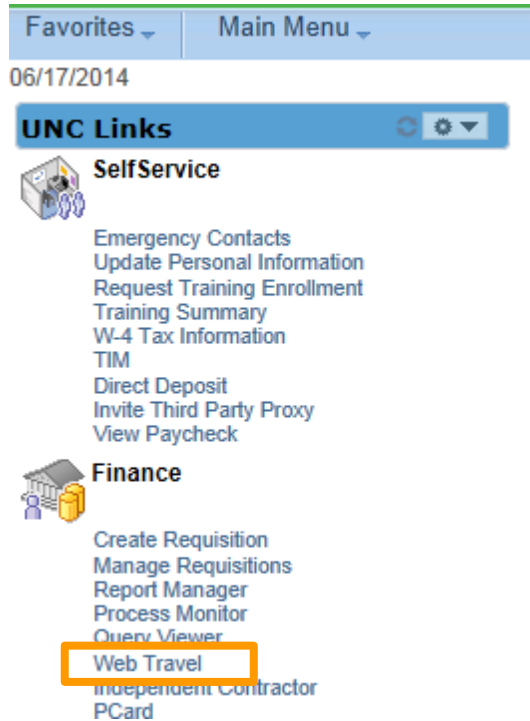 Favorites Main Menu
06/17/2014
UNC Links
SelfService
Emergency Contacts
Update Personal Information
Request Training Enrollment
Training Summary
W-4 Tax Information
TIM
Direct Deposit
Invite Third Party Proxy
View Paycheck
Finance
Create Requisition
Manage Requisitions
Report Manager
Process Monitor
Query Viewer
Web Travel
Independent Contractor
PCard